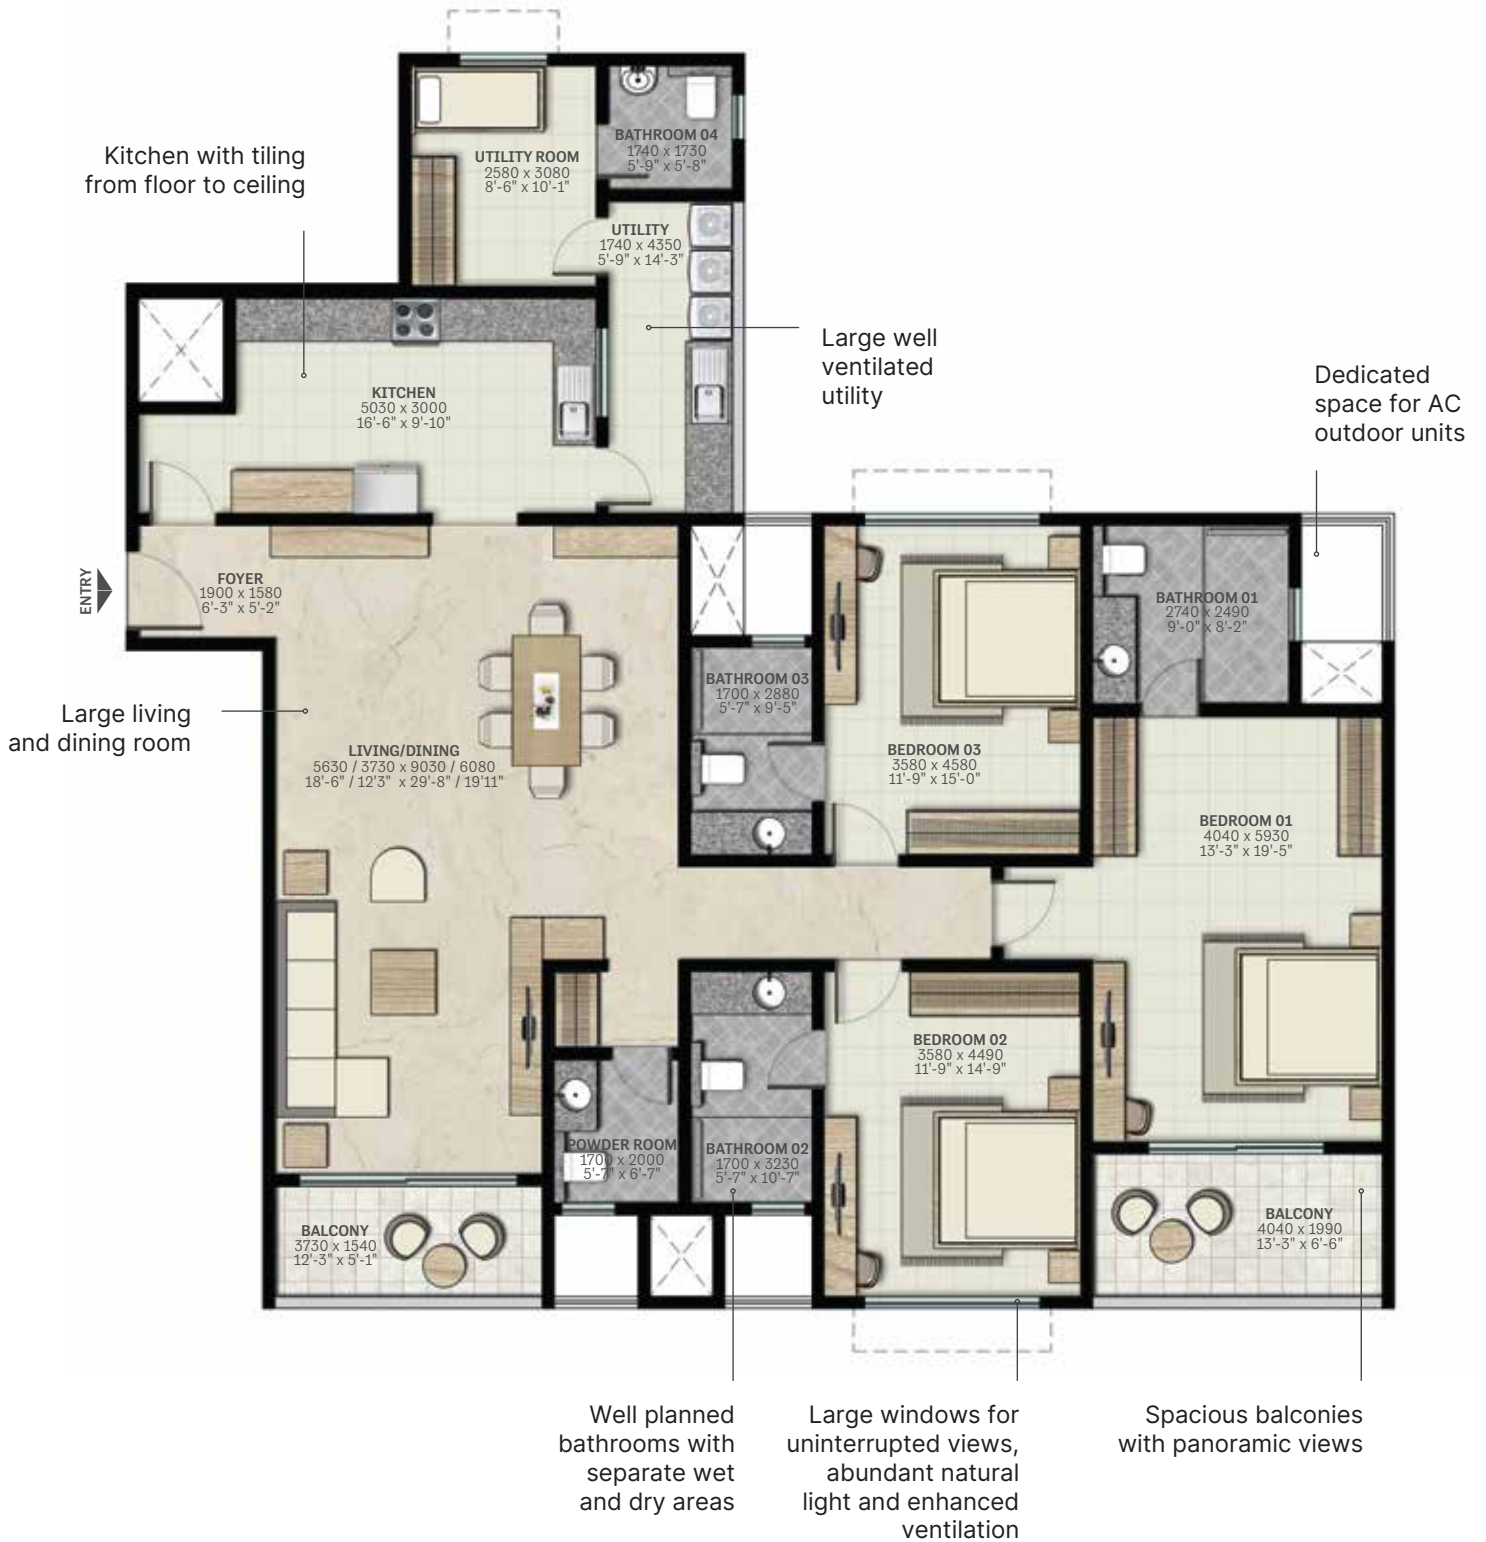 Kitchen with tiling
from floor to ceiling
UTILITY ROOM
2580 x 3080
8'-6" x 10'-1"
BATHROOM 04
1740 x 1730
5'-9" x 5'-8"
UTILITY
1740 x 4350
5'-9" x 14'-3"
Large well
ventilated
utility
KITCHEN
5030 x 3000
16'-6" x 9'-10"
Dedicated
space for AC
outdoor units
ENTRY
FOYER
1900 x 1580
6'-3" x 5'-2"
BATHROOM 01
2740 x 2490
9'-0" x 8'-2"
Large living
and dining room
BATHROOM 03
1700 x 2880
5'-7" x 9'-5"
LIVING/DINING
5630 / 3730 x 9030 / 6080
18'-6" / 12'3" x 29'-8" / 19'11"
BEDROOM 03
3580 x 4580
11'-9" x 15'-0"
BEDROOM 01
4040 x 5930
13'-3" x 19'-5"
BEDROOM 02
3580 x 4490
11'-9" x 14'-9"
POWDER ROOM
1700 x 2000
5'-7" x 6'-7"
BATHROOM 02
1700 x 3230
5'-7" x 10'-7"
BALCONY
3730 x 1540
12'-3" x 5'-1"
BALCONY
4040 x 1990
13'-3" x 6'-6"
Well planned
bathrooms with
separate wet
and dry areas
Large windows for
uninterrupted views,
abundant natural
light and enhanced
ventilation
Spacious balconies
with panoramic views